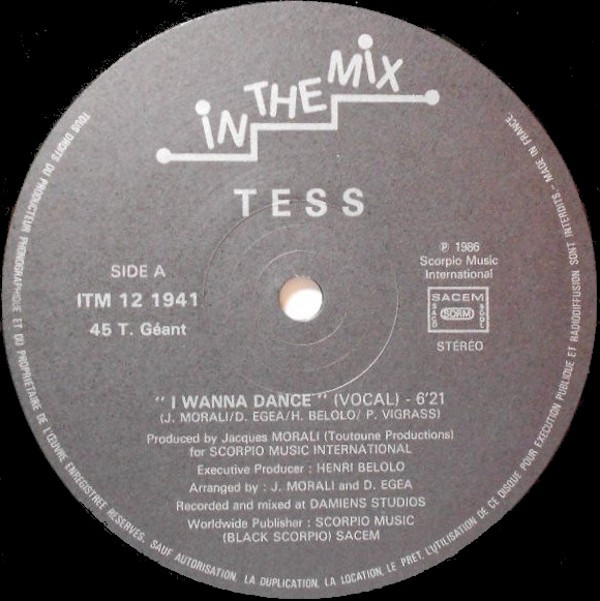 iN THE MiX
TESS
SIDE A
ITM 12 1941
45 T. Géant
℗ 1986
Scorpio Music
International
SACEM
SACD SDRM SGDL
STÉRÉO
" I WANNA DANCE " (VOCAL) - 6'21
(J. MORALI/D. EGEA/H. BELOLO/ P. VIGRASS)
Produced by Jacques MORALI (Toutoune Productions)
for SCORPIO MUSIC INTERNATIONAL
Executive Producer : HENRI BELOLO
Arranged by : J. MORALI and D. EGEA
Recorded and mixed at DAMIENS STUDIOS
Worldwide Publisher : SCORPIO MUSIC
(BLACK SCORPIO) SACEM
TOUS DROITS DU PRODUCTEUR PHONOGRAPHIQUE ET DU PROPRIETAIRE DE L'ŒUVRE ENREGISTREE RESERVES. SAUF AUTORISATION, LA DUPLICATION, LA LOCATION, LE PRET, L'UTILISATION DE CE DISQUE POUR EXECUTION PUBLIQUE ET RADIODIFFUSION SONT INTERDITS - MADE IN FRANCE.